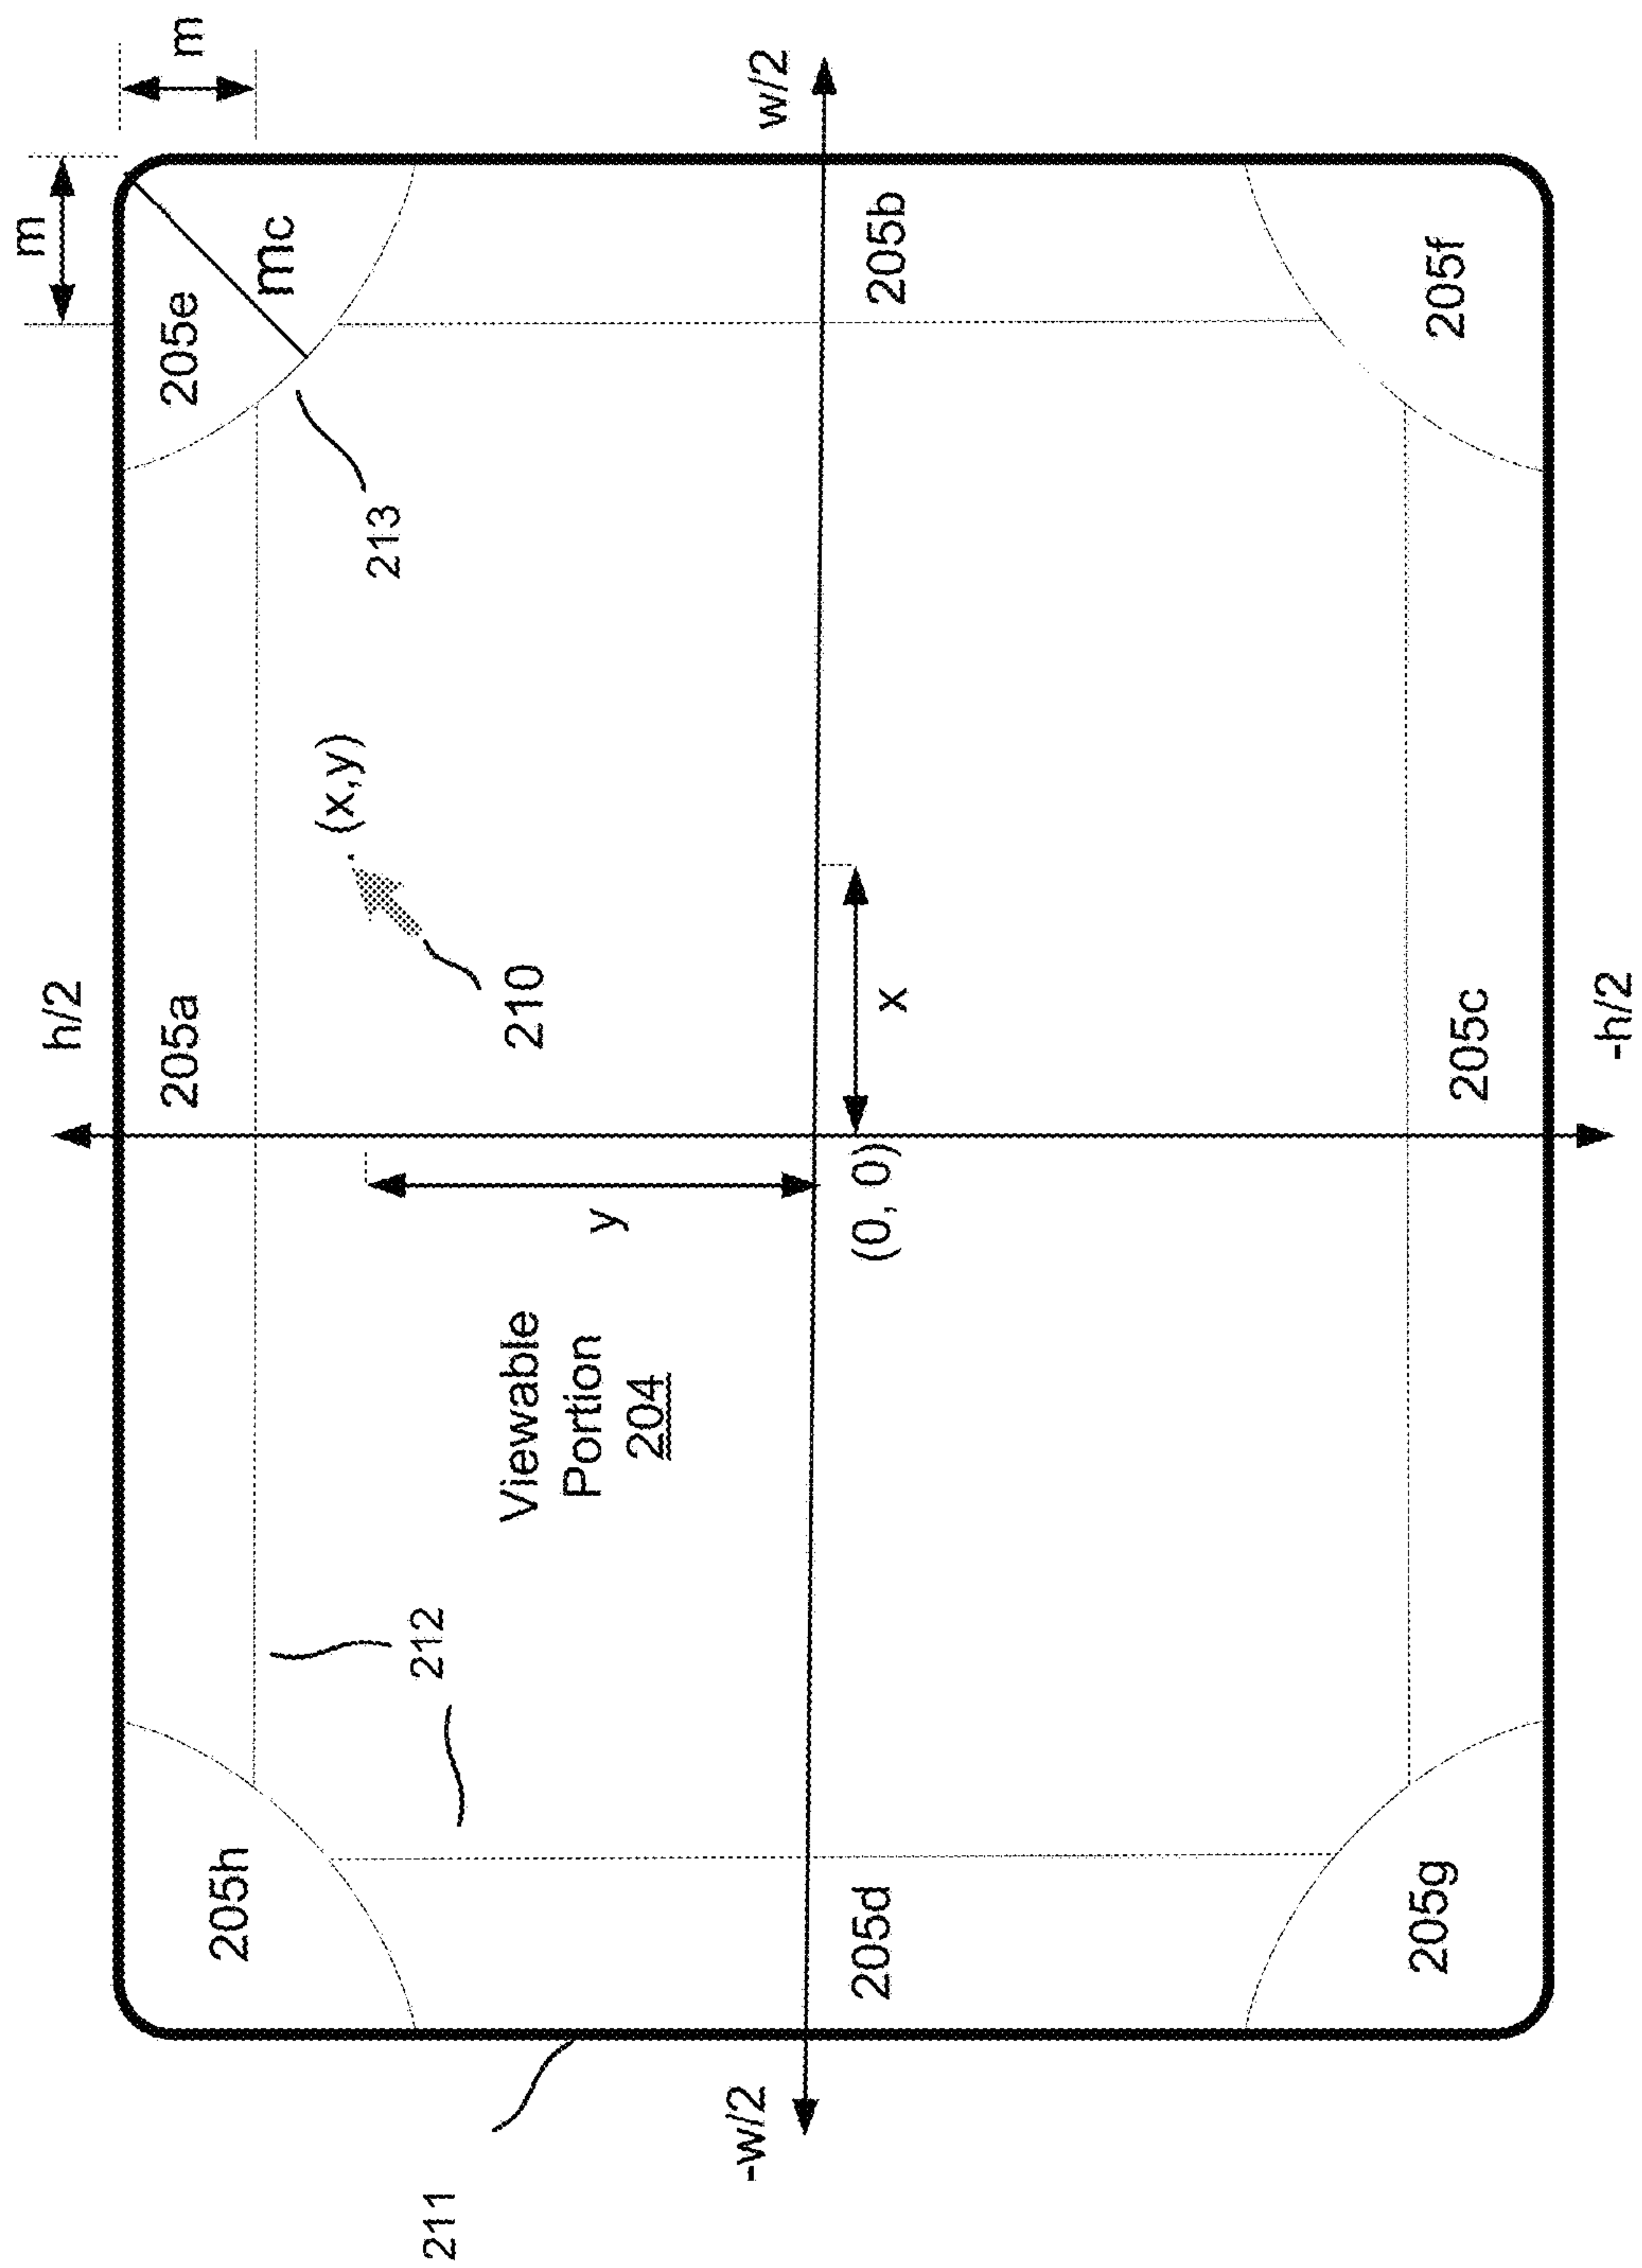 h/2
m
205h
205a
205e
m
mc
(x,y)
212
210
213
Viewable
Portion
204
y
211
-w/2
w/2
205d
(0, 0)
x
205b
205g
205c
205f
-h/2